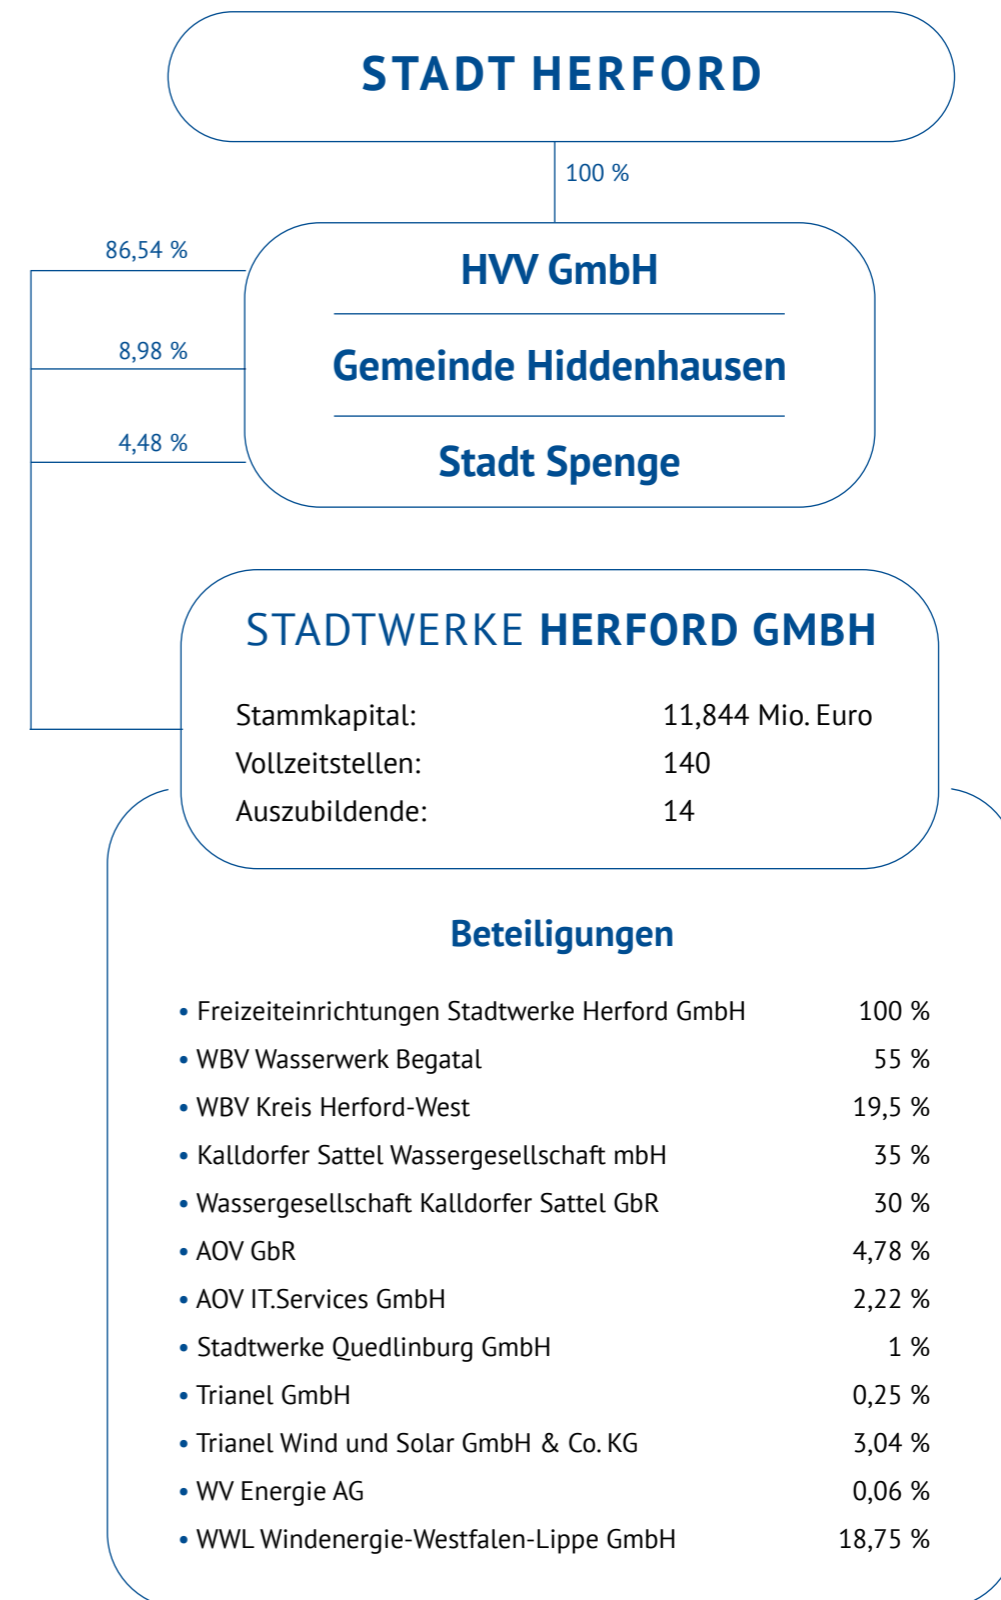 STADT HERFORD
100 %
86,54 %
HVV GmbH
8,98 %
Gemeinde Hiddenhausen
4,48 %
Stadt Spenge
STADTWERKE HERFORD GMBH
Stammkapital: 11,844 Mio. Euro
Vollzeitstellen: 140
Auszubildende: 14
Beteiligungen
• Freizeiteinrichtungen Stadtwerke Herford GmbH 100 %
• WBV Wasserwerk Begatal 55 %
• WBV Kreis Herford-West 19,5 %
• Kalldorfer Sattel Wassergesellschaft mbH 35 %
• Wassergesellschaft Kalldorfer Sattel GbR 30 %
• AOV GbR 4,78 %
• AOV IT.Services GmbH 2,22 %
• Stadtwerke Quedlinburg GmbH 1 %
• Trianel GmbH 0,25 %
• Trianel Wind und Solar GmbH & Co. KG 3,04 %
• WV Energie AG 0,06 %
• WWL Windenergie-Westfalen-Lippe GmbH 18,75 %